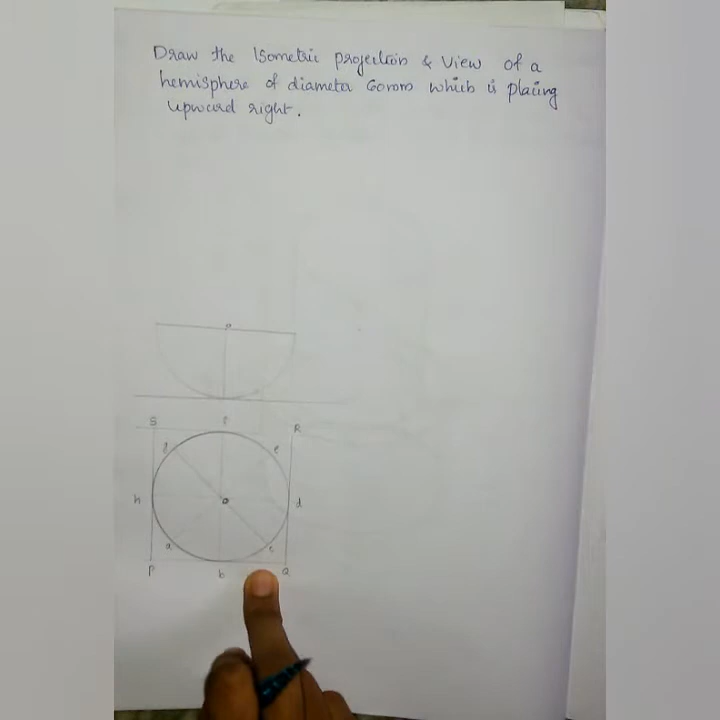 Draw the Isometric projection & View of a
hemisphere of diameter 60mm which is placing
upward right.
o
S f R
g e
h o d
a c
P b Q